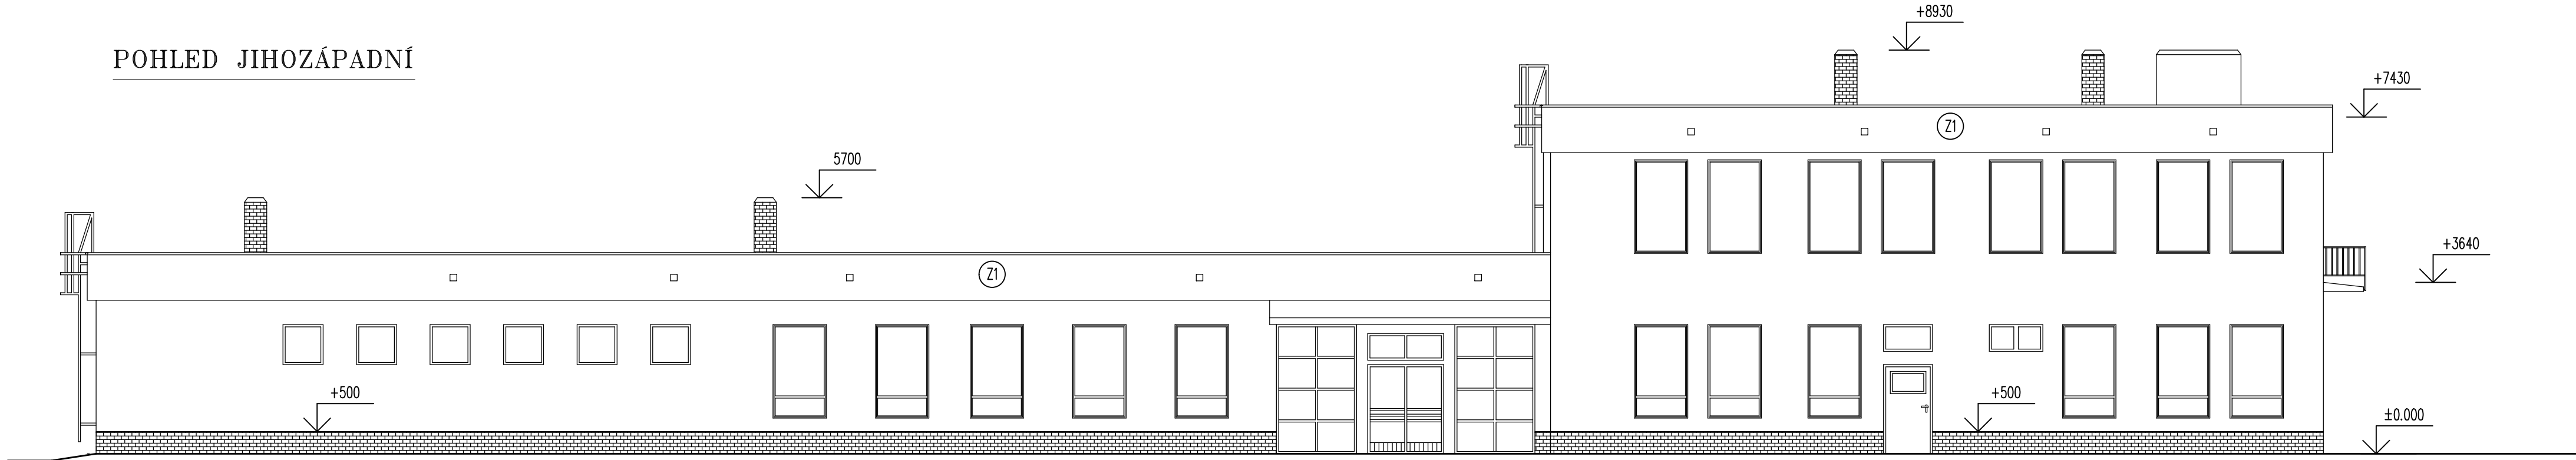 +8930
POHLED JIHOZÁPADNÍ
+7430
Z1
5700
+3640
Z1
+500
+500
±0.000